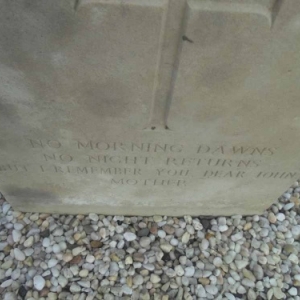 NO MORNING DAWNS
NO NIGHT RETURNS
BUT I REMEMBER YOU DEAR JOHN
MOTHER